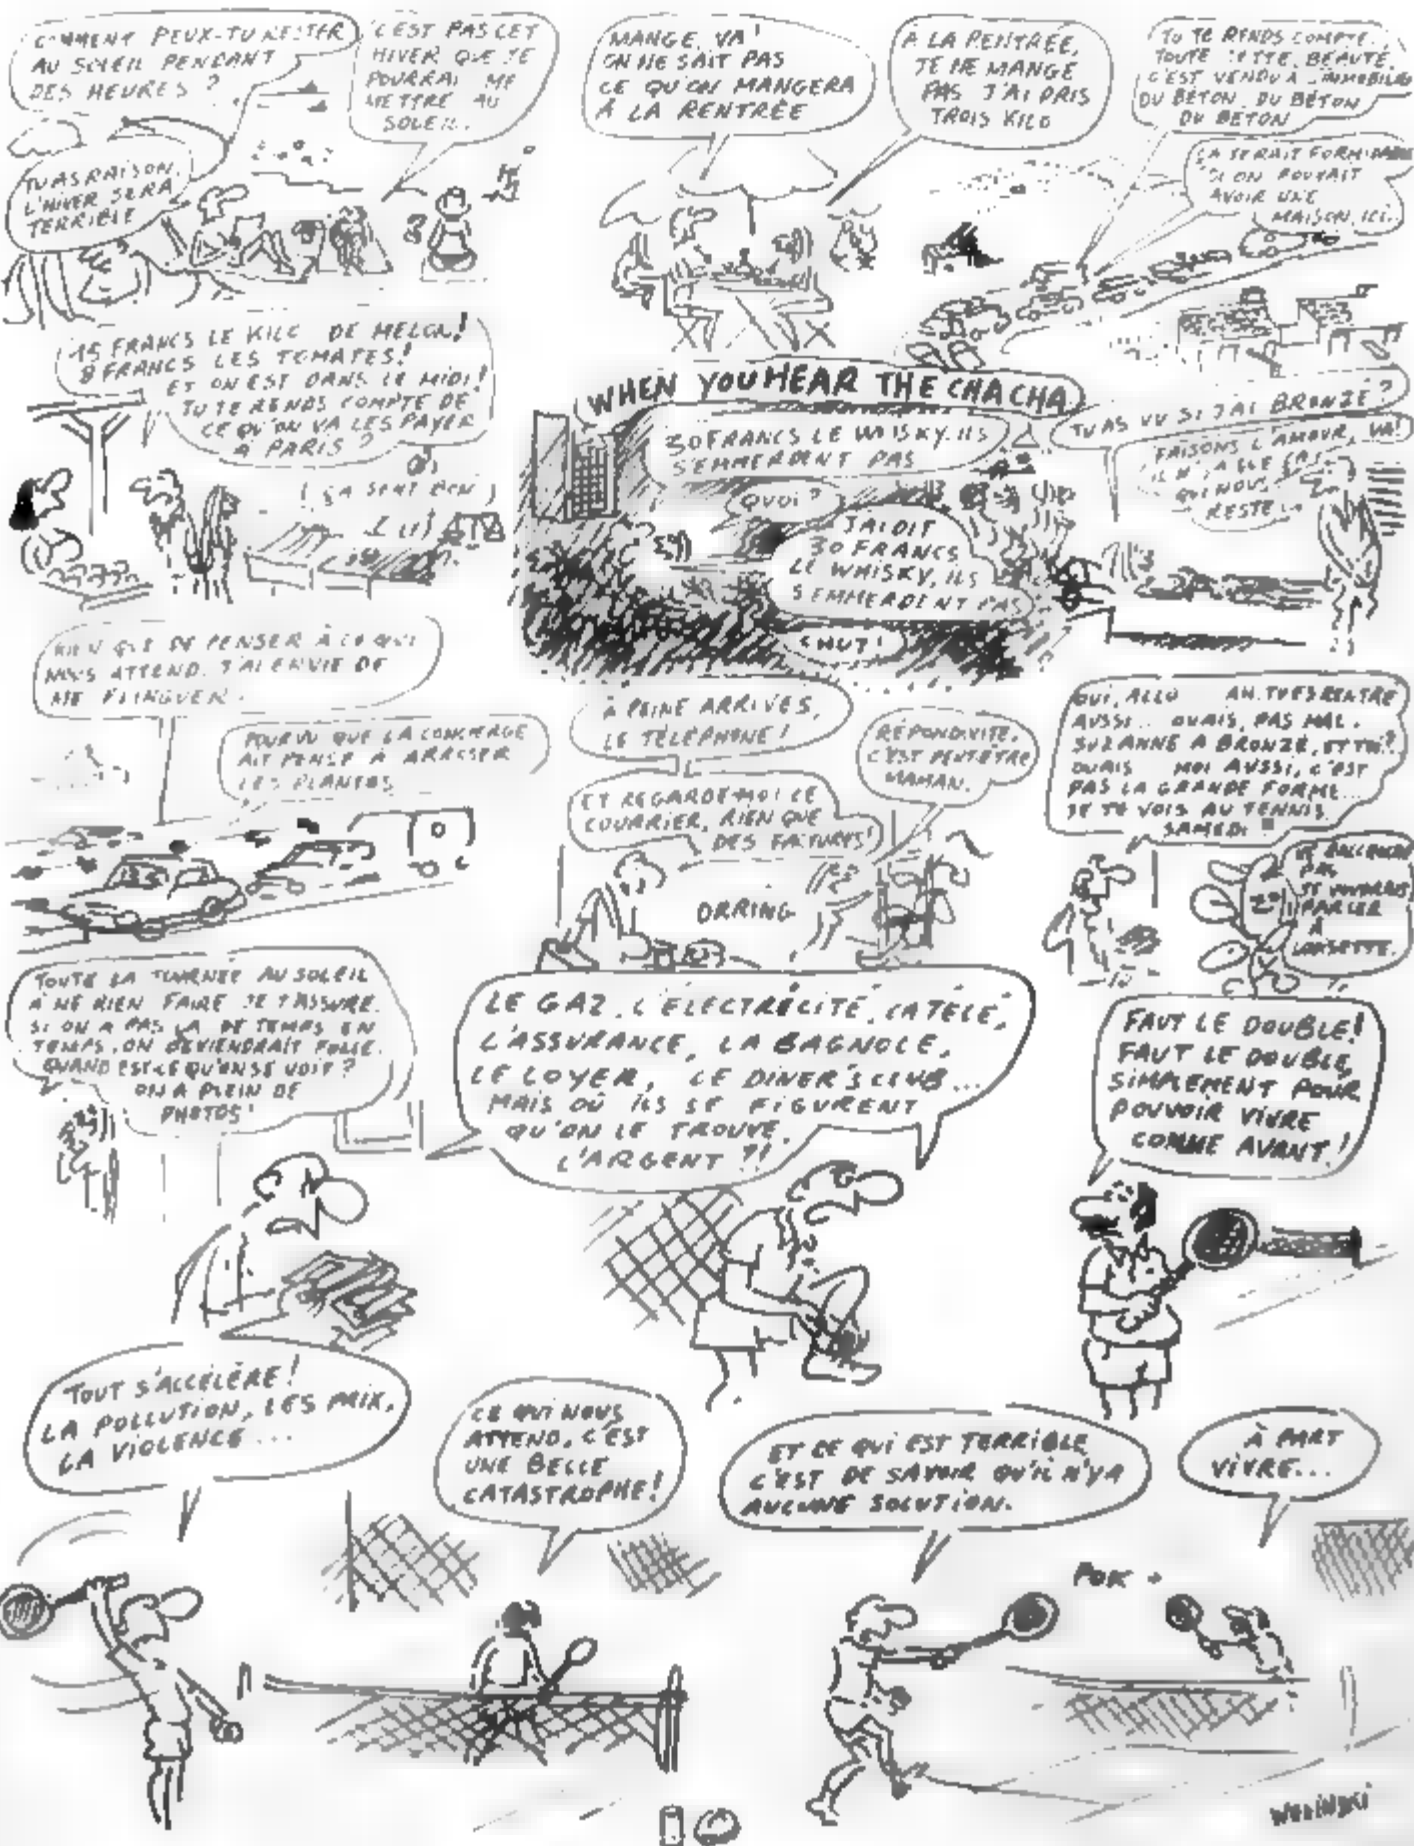 COMMENT PEUX-TU RESTER
AU SOLEIL PENDANT
DES HEURES ?
C'EST PAS CET
HIVER QUE JE
POURRAI ME
METTRE AU
SOLEIL.
TU AS RAISON.
L'HIVER SERA
TERRIBLE
MANGE, VA !
ON NE SAIT PAS
CE QU'ON MANGERA
À LA RENTRÉE
À LA RENTRÉE,
JE NE MANGE
PAS J'AI PRIS
TROIS KILO
TU TE RENDS COMPTE.
TOUTE CETTE BEAUTÉ.
C'EST VENDU À
DU BÉTON. DU BÉTON
DU BÉTON
ÇA SERAIT FORMIDABLE
SI ON POUVAIT
AVOIR UNE
MAISON, ICI.
15 FRANCS LE KILO DE MELON !
8 FRANCS LES TOMATES !
ET ON EST DANS LE MIDI !
TU TE RENDS COMPTE DE
CE QU'ON VA LES PAYER
À PARIS ?
ÇA SENT BON
WHEN YOU HEAR THE CHACHA
30 FRANCS LE WHISKY. ILS
S'EMMERDENT PAS
QUOI ?
J'AI DIT
30 FRANCS
LE WHISKY, ILS
S'EMMERDENT PAS
CHUT !
TU AS VU SI J'AI BRONZÉ ?
FAISONS L'AMOUR, VA !
IL N'Y A QUE ÇA
QUI NOUS
RESTE
RIEN QUE DE PENSER À CE QUI
NOUS ATTEND. J'AI ENVIE DE
ME FLINGUER.
POURVU QUE LA CONCIERGE
AIT PENSÉ À ARROSER
LES PLANTES
À PEINE ARRIVÉS,
LE TÉLÉPHONE !
RÉPOND VITE,
C'EST PEUT-ÊTRE
MAMAN.
ET REGARDE-MOI CE
COURRIER, RIEN QUE
DES FACTURES !
DRRING
OUI, ALLO AH. TU ES RENTRÉ
AUSSI.. OUAIS, PAS MAL.
SUZANNE A BRONZÉ, ET TOI ?
OUAIS MOI AUSSI, C'EST
PAS LA GRANDE FORME...
JE TE VOIS AU TENNIS
SAMEDI
NE RACCROCHE
PAS
JE VOUDRAIS
PARLER
À
TOUTE LA JOURNÉE AU SOLEIL
À NE RIEN FAIRE JE T'ASSURE.
SI ON A PAS ÇA DE TEMPS EN
TEMPS, ON DEVIENDRAIT FOLLE.
QUAND EST-CE QU'ON SE VOIT ?
ON A PLEIN DE
PHOTOS !
LE GAZ, L'ÉLECTRÉCITÉ, LA TÉLÉ,
L'ASSURANCE, LA BAGNOLE,
LE LOYER, LE DINER'S CLUB...
MAIS OÙ ILS SE FIGURENT
QU'ON LE TROUVE,
L'ARGENT ?!
FAUT LE DOUBLE !
FAUT LE DOUBLE,
SIMPLEMENT POUR
POUVOIR VIVRE
COMME AVANT !
TOUT S'ACCÉLÈRE !
LA POLLUTION, LES PRIX,
LA VIOLENCE...
CE QUI NOUS
ATTEND, C'EST
UNE BELLE
CATASTROPHE !
ET CE QUI EST TERRIBLE
C'EST DE SAVOIR QU'IL N'Y A
AUCUNE SOLUTION.
À PART
VIVRE...
POK
WOLINSKI